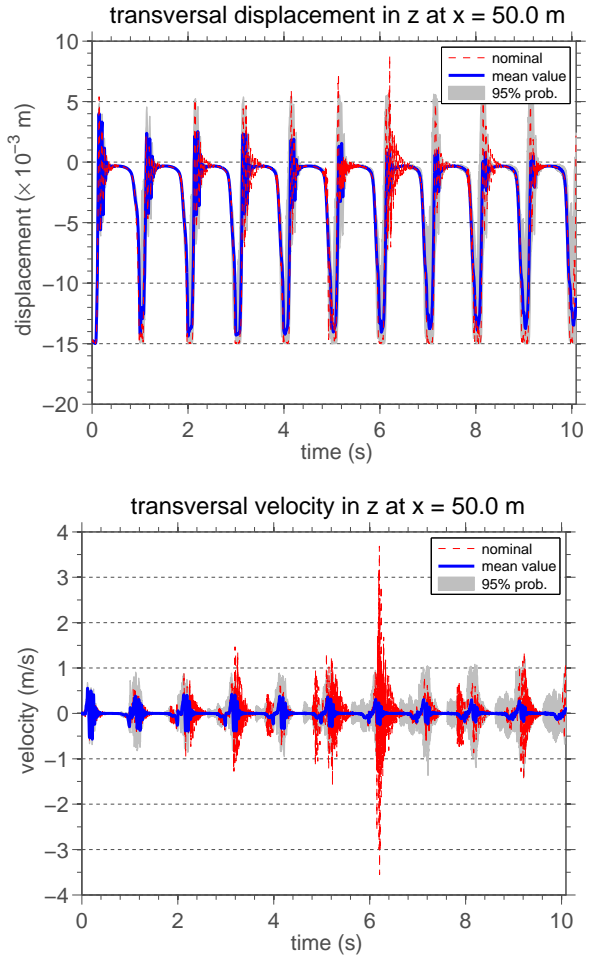 transversal displacement in z at x = 50.0 m
10
5
0
−5
−10
−15
−20
displacement (× 10⁻³ m)
nominal
mean value
95% prob.
0 2 4 6 8 10
time (s)
transversal velocity in z at x = 50.0 m
4
3
2
1
0
−1
−2
−3
−4
velocity (m/s)
nominal
mean value
95% prob.
0 2 4 6 8 10
time (s)